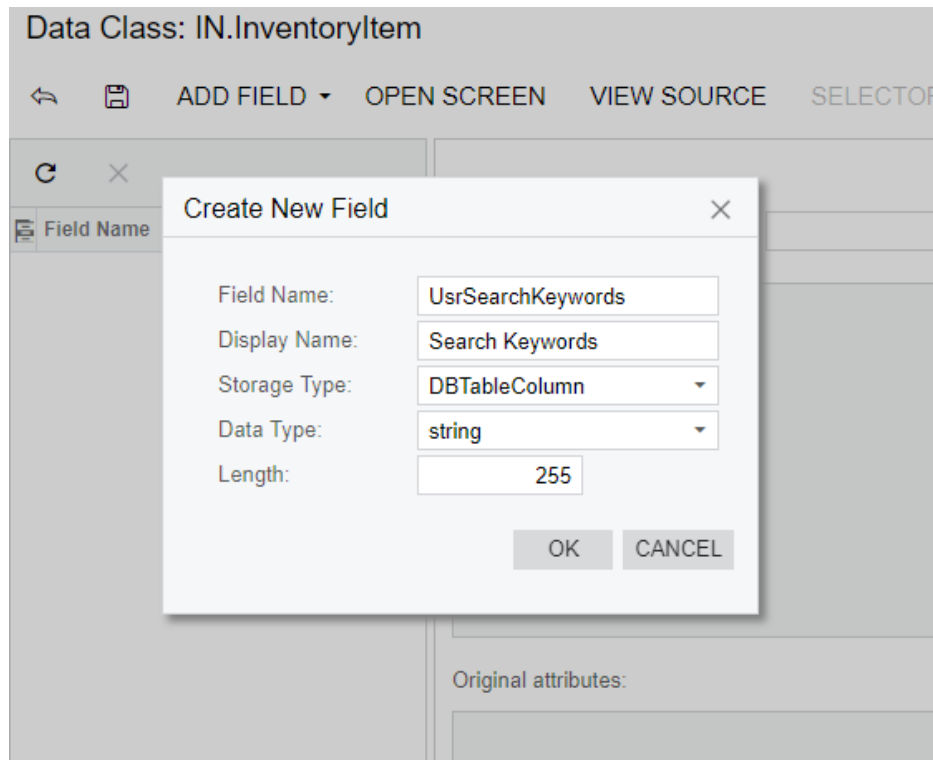 Data Class: IN.InventoryItem
ADD FIELD OPEN SCREEN VIEW SOURCE SELECTOR
Field Name
Create New Field
Field Name: UsrSearchKeywords
Display Name: Search Keywords
Storage Type: DBTableColumn
Data Type: string
Length: 255
OK CANCEL
Original attributes: